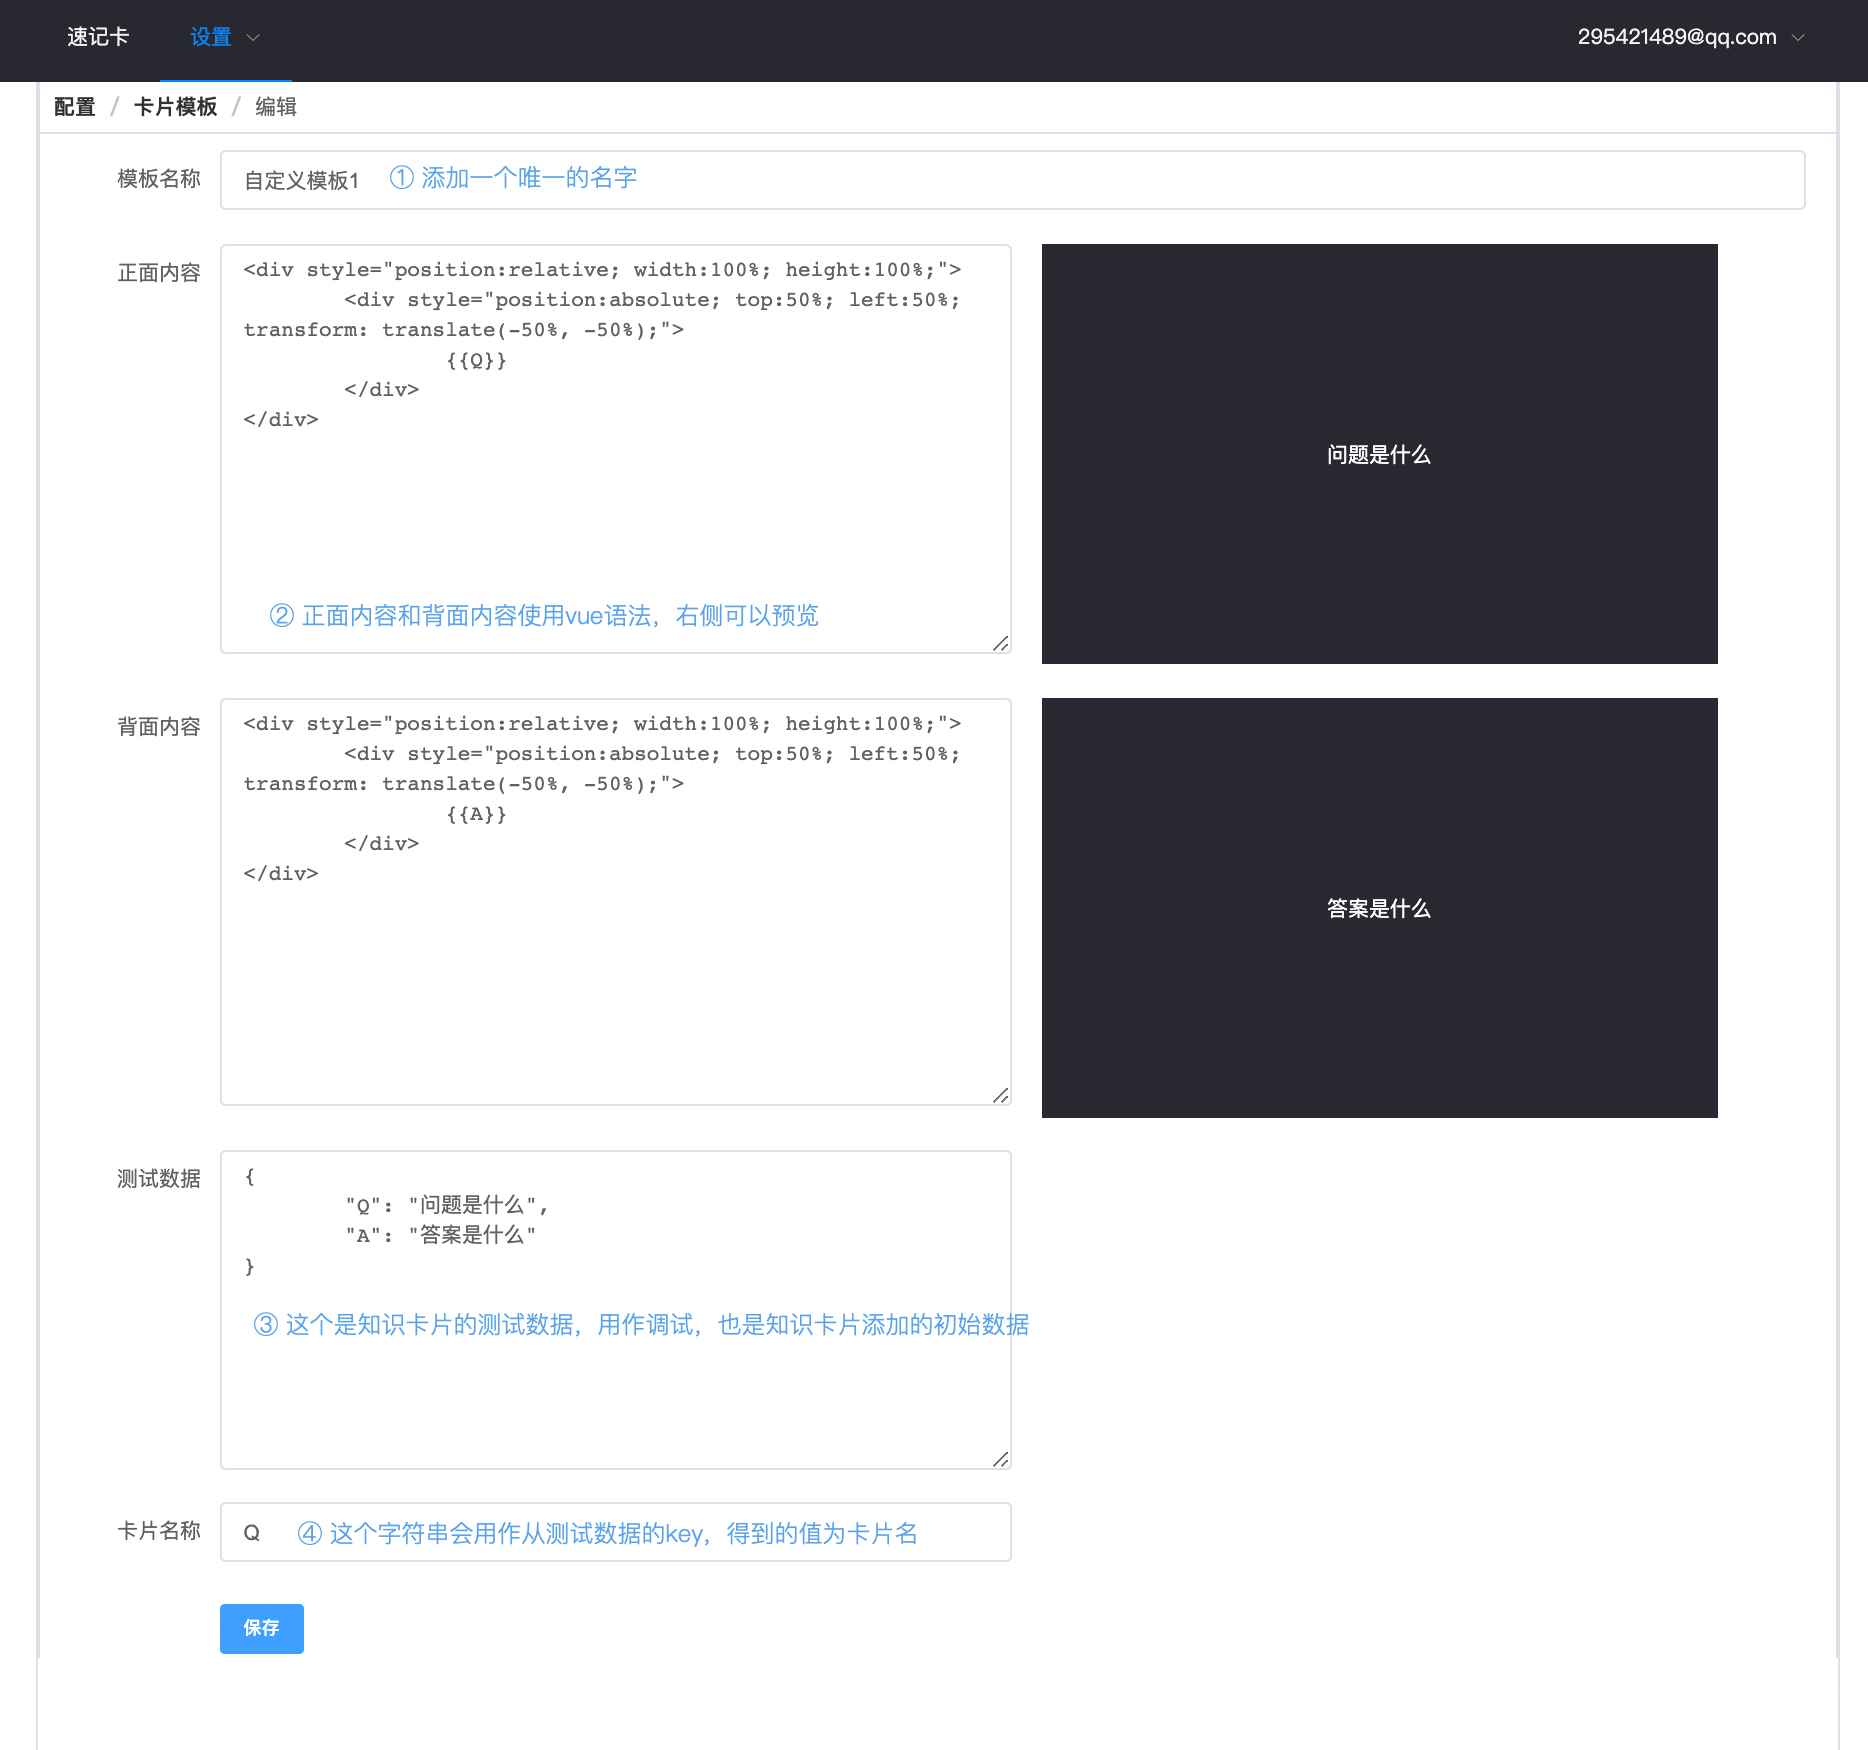 速记卡 设置 295421489@qq.com
配置 / 卡片模板 / 编辑
模板名称 自定义模板1 ① 添加一个唯一的名字
正面内容
<div style="position:relative; width:100%; height:100%;">
<div style="position:absolute; top:50%; left:50%;
transform: translate(-50%, -50%);">
{{Q}}
</div>
</div>
② 正面内容和背面内容使用vue语法，右侧可以预览
问题是什么
背面内容
<div style="position:relative; width:100%; height:100%;">
<div style="position:absolute; top:50%; left:50%;
transform: translate(-50%, -50%);">
{{A}}
</div>
</div>
答案是什么
测试数据
{
"Q": "问题是什么",
"A": "答案是什么"
}
③ 这个是知识卡片的测试数据，用作调试，也是知识卡片添加的初始数据
卡片名称 Q ④ 这个字符串会用作从测试数据的key，得到的值为卡片名
保存